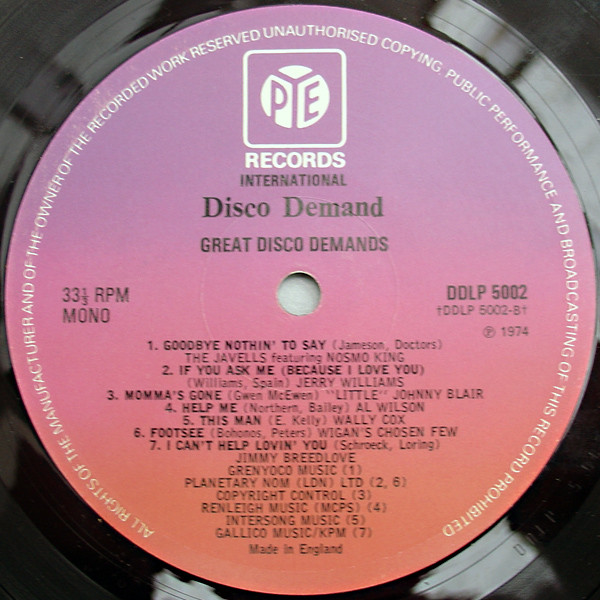 ALL RIGHTS OF THE MANUFACTURER AND OF THE OWNER OF THE RECORDED WORK RESERVED UNAUTHORISED COPYING, PUBLIC PERFORMANCE AND BROADCASTING OF THIS RECORD PROHIBITED
PYE
RECORDS
INTERNATIONAL
Disco Demand
GREAT DISCO DEMANDS
33⅓ RPM
MONO
DDLP 5002
†DDLP 5002-B†
℗ 1974
1. GOODBYE NOTHIN' TO SAY (Jameson, Doctors)
THE JAVELLS featuring NOSMO KING
2. IF YOU ASK ME (BECAUSE I LOVE YOU)
(Williams, Spain) JERRY WILLIAMS
3. MOMMA'S GONE (Gwen McEwen) "LITTLE" JOHNNY BLAIR
4. HELP ME (Northern, Bailey) AL WILSON
5. THIS MAN (E. Kelly) WALLY COX
6. FOOTSEE (Bohonos, Peters) WIGAN'S CHOSEN FEW
7. I CAN'T HELP LOVIN' YOU (Schroeck, Loring)
JIMMY BREEDLOVE
GRENYOCO MUSIC (1)
PLANETARY NOM (LDN) LTD (2, 6)
COPYRIGHT CONTROL (3)
RENLEIGH MUSIC (MCPS) (4)
INTERSONG MUSIC (5)
GALLICO MUSIC/KPM (7)
Made in England